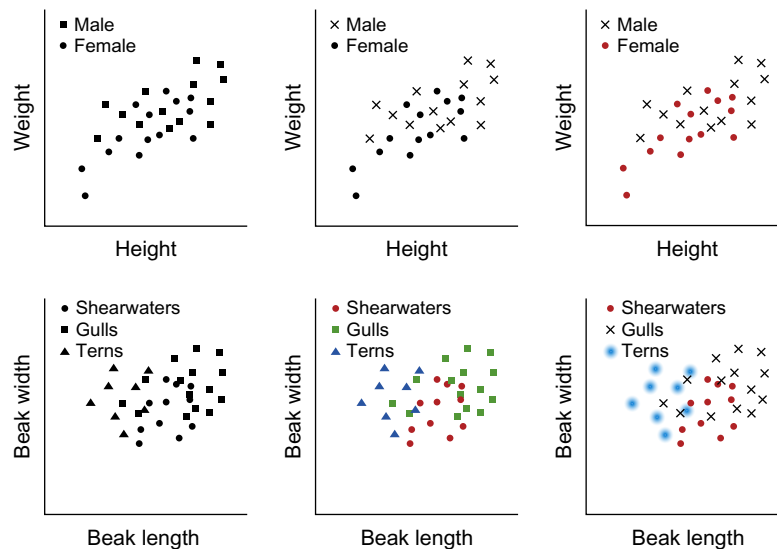 Male
Female
Weight
Height
Male
Female
Weight
Height
Male
Female
Weight
Height
Shearwaters
Gulls
Terns
Beak width
Beak length
Shearwaters
Gulls
Terns
Beak width
Beak length
Shearwaters
Gulls
Terns
Beak width
Beak length